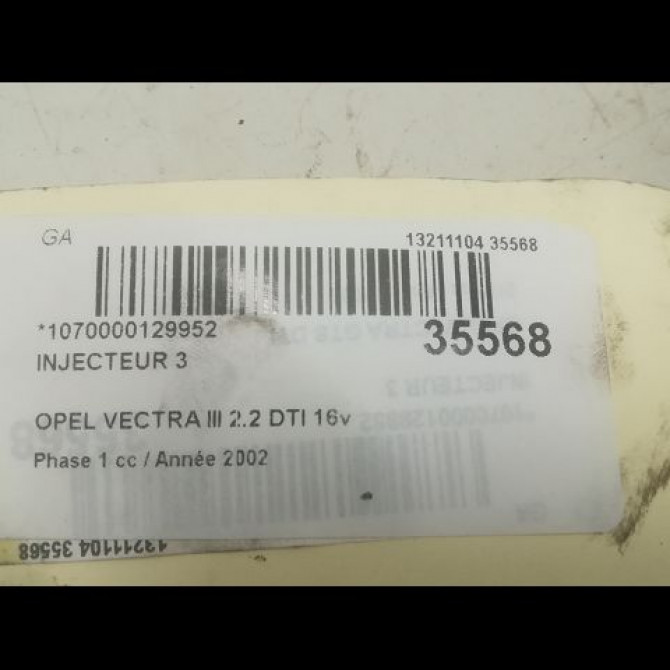 GA
13211104 35568
*1070000129952
35568
INJECTEUR 3
OPEL VECTRA III 2.2 DTI 16v
Phase 1 cc / Année 2002
13211104 35568